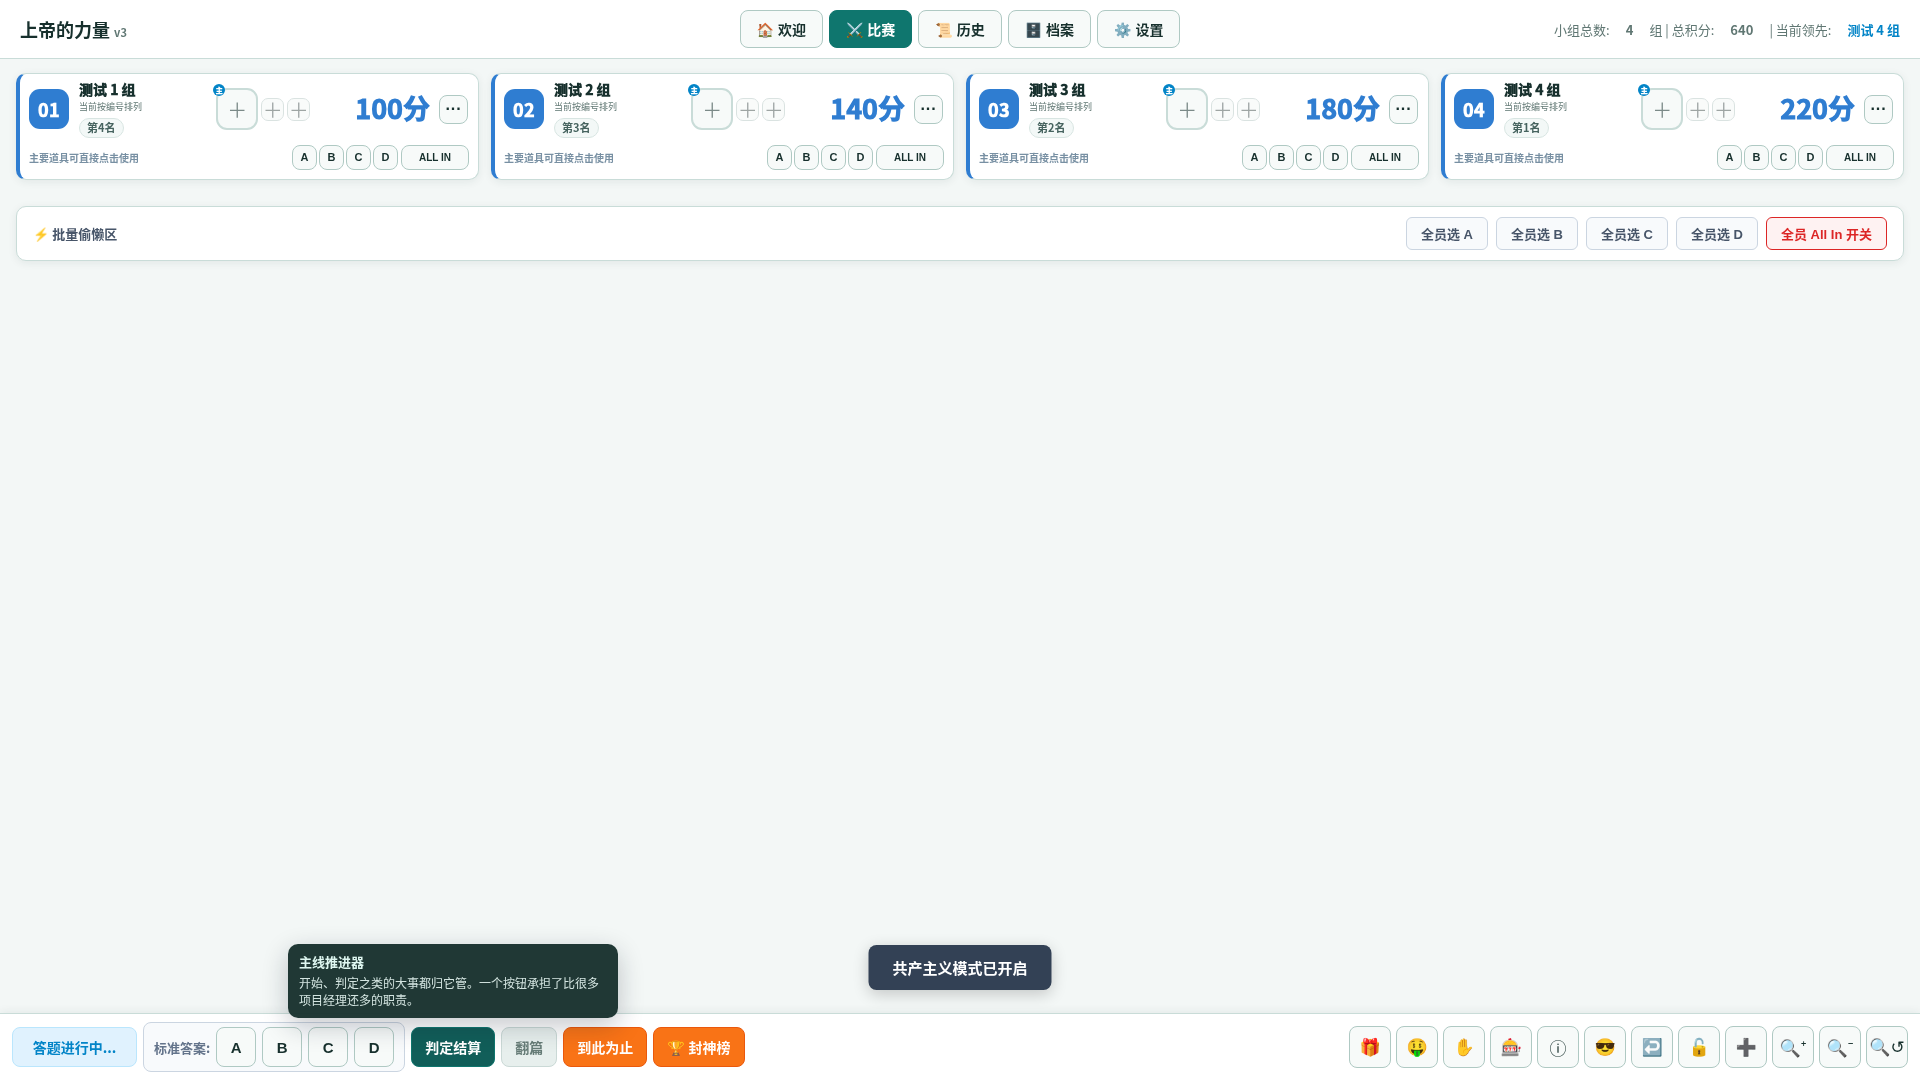 上帝的力量 v3
🏠 欢迎
⚔️ 比赛
📜 历史
🗄️ 档案
⚙️ 设置
小组总数: 4 组 | 总积分: 640 | 当前领先: 测试 4 组
01
测试 1 组
当前按编号排列
第4名
主
100分
···
主要道具可直接点击使用
A B C D ALL IN
02
测试 2 组
当前按编号排列
第3名
主
140分
···
主要道具可直接点击使用
A B C D ALL IN
03
测试 3 组
当前按编号排列
第2名
主
180分
···
主要道具可直接点击使用
A B C D ALL IN
04
测试 4 组
当前按编号排列
第1名
主
220分
···
主要道具可直接点击使用
A B C D ALL IN
⚡ 批量偷懒区
全员选 A
全员选 B
全员选 C
全员选 D
全员 All In 开关
主线推进器
开始、判定之类的大事都归它管。一个按钮承担了比很多
项目经理还多的职责。
共产主义模式已开启
答题进行中...
标准答案: A B C D
判定结算
翻篇
到此为止
🏆 封神榜